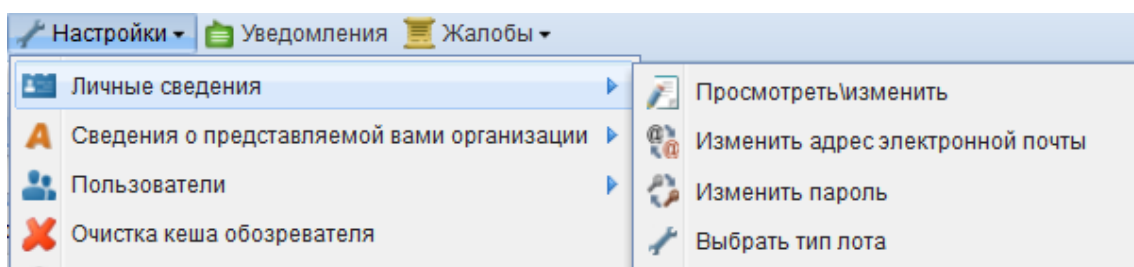 Настройки Уведомления Жалобы
Личные сведения
Сведения о представляемой вами организации
Пользователи
Очистка кеша обозревателя
Просмотреть\изменить
Изменить адрес электронной почты
Изменить пароль
Выбрать тип лота